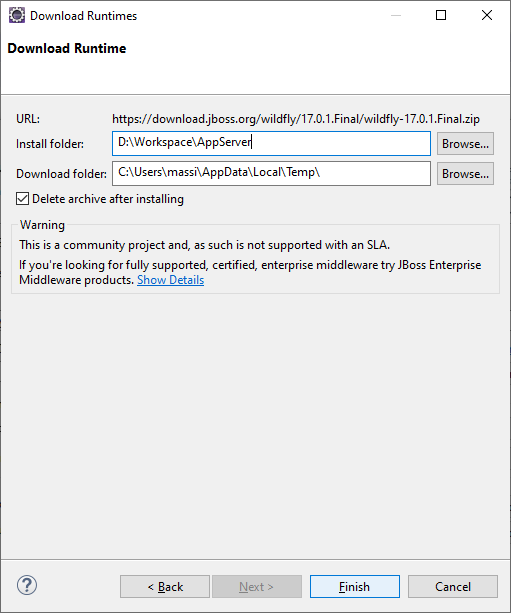 Download Runtimes
Download Runtime
URL: https://download.jboss.org/wildfly/17.0.1.Final/wildfly-17.0.1.Final.zip
Install folder: D:\Workspace\AppServer Browse...
Download folder: C:\Users\massi\AppData\Local\Temp\ Browse...
Delete archive after installing
Warning
This is a community project and, as such is not supported with an SLA.
If you're looking for fully supported, certified, enterprise middleware try JBoss Enterprise
Middleware products. Show Details
? < Back Next > Finish Cancel